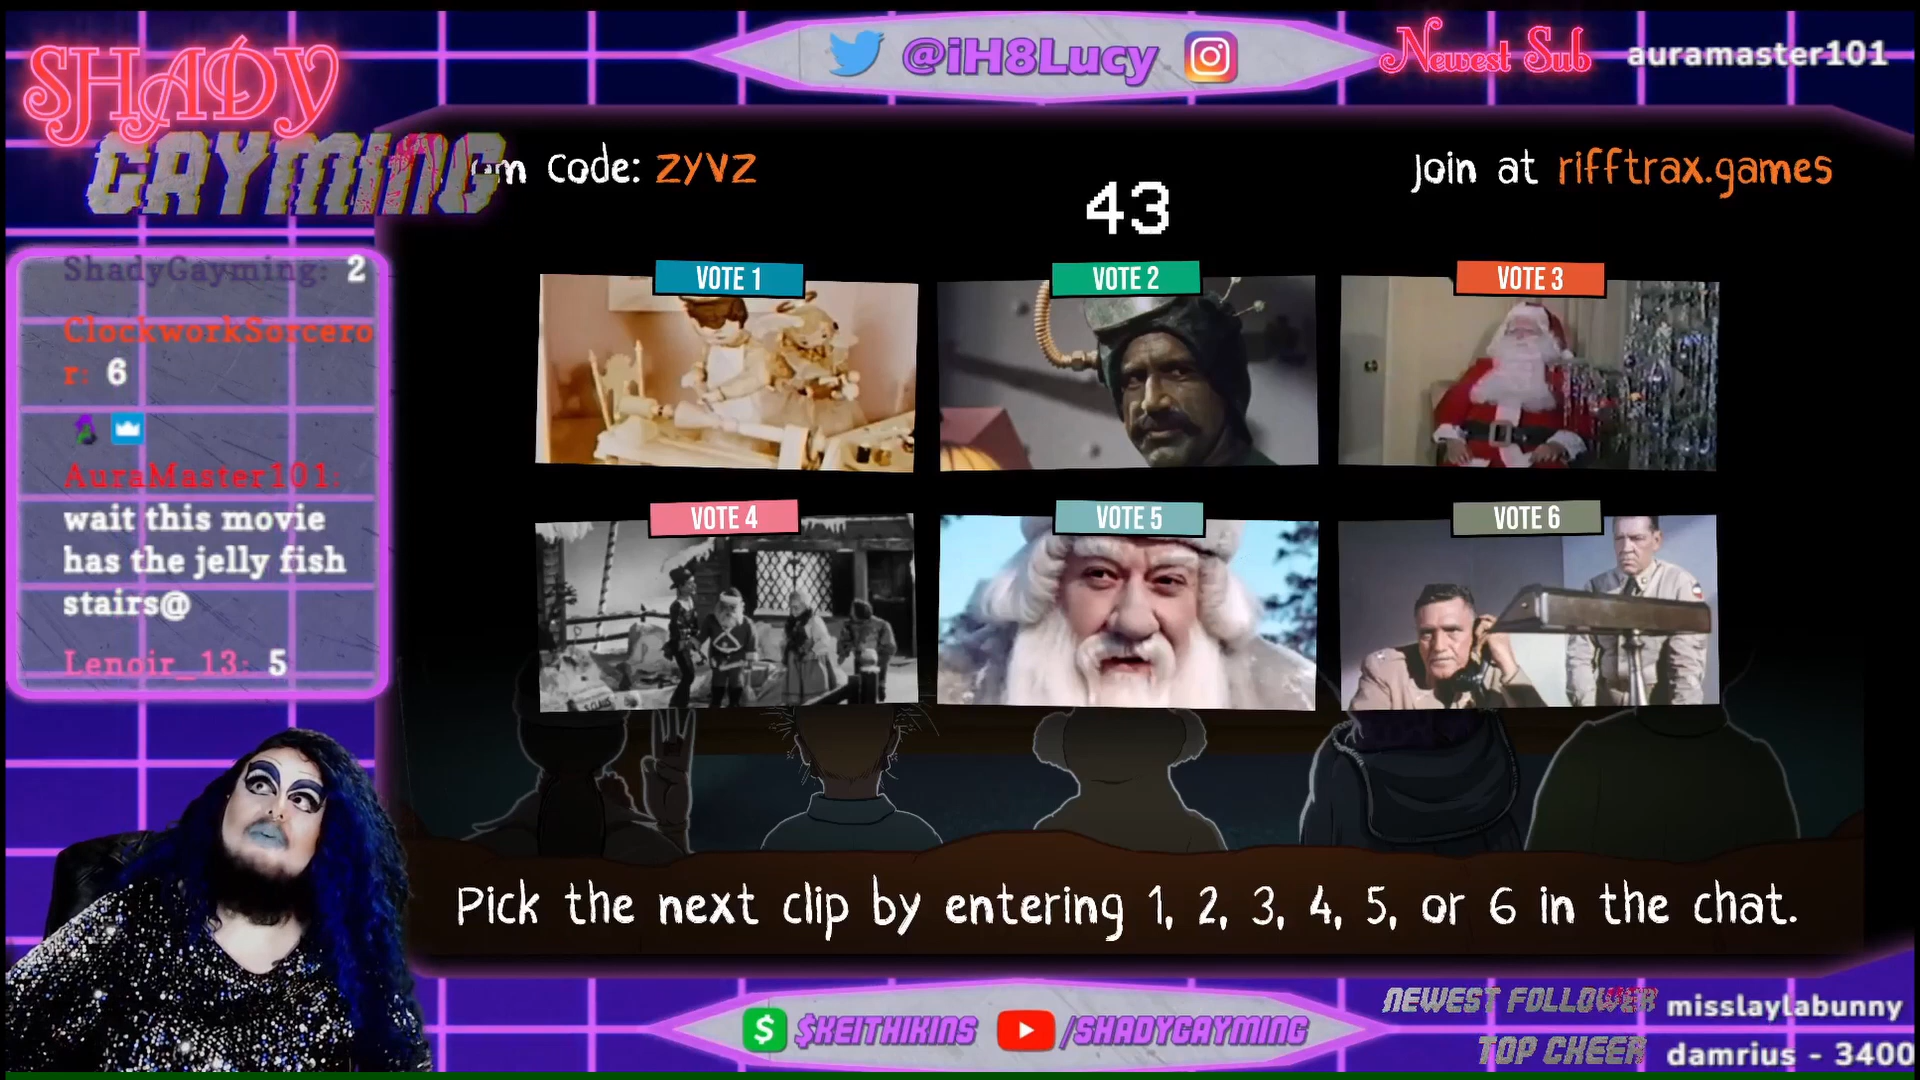 SHADY
GAYMING
@iH8Lucy
Newest Sub
auramaster101
Code: ZYVZ
Join at rifftrax.games
43
VOTE 1
VOTE 2
VOTE 3
VOTE 4
VOTE 5
VOTE 6
ShadyGayming: 2
ClockworkSorcero
r: 6
AuraMaster101:
wait this movie
has the jelly fish
stairs@
Lenoir_13: 5
Pick the next clip by entering 1, 2, 3, 4, 5, or 6 in the chat.
$ $KEITHIKINS
/SHADYGAYMING
NEWEST FOLLOWER
misslaylabunny
TOP CHEER
damrius - 3400